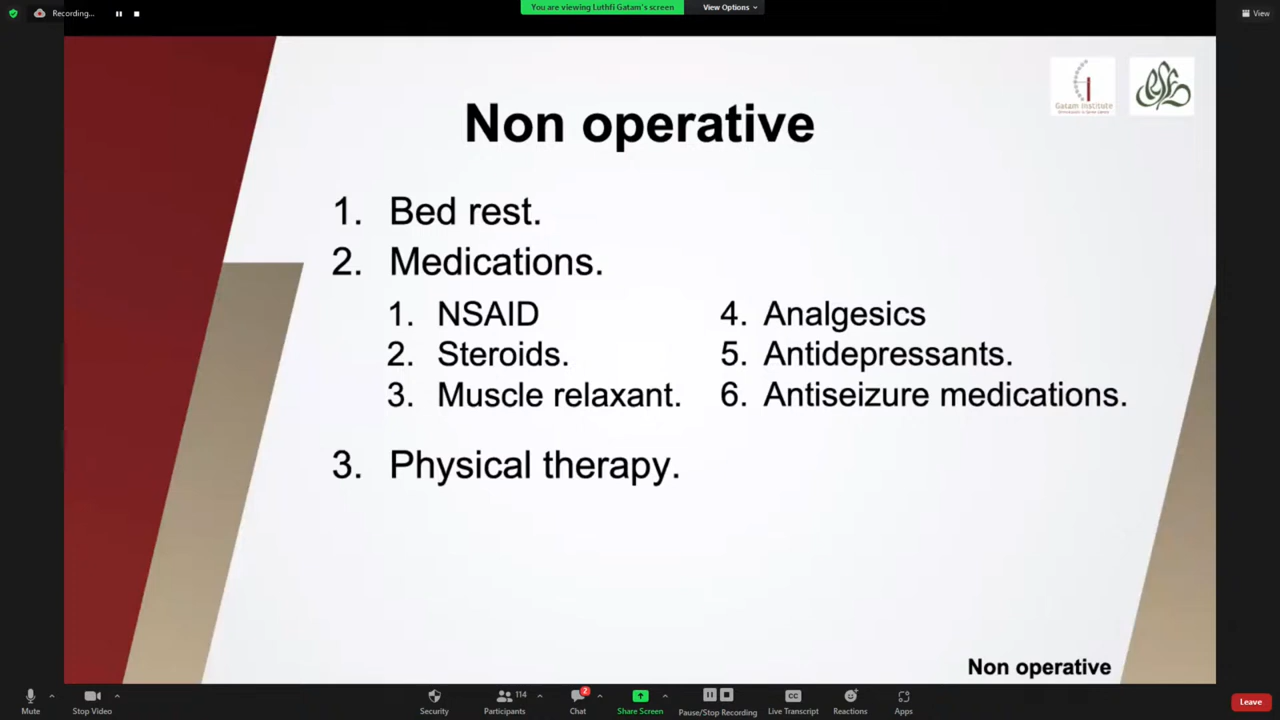 Recording...
You are viewing Luthfi Gatam's screen
View Options
View
Gatam Institute
Non operative
1. Bed rest.
2. Medications.
1. NSAID
2. Steroids.
3. Muscle relaxant.
4. Analgesics
5. Antidepressants.
6. Antiseizure medications.
3. Physical therapy.
Non operative
Mute
Stop Video
Security
114
Participants
2
Chat
Share Screen
Pause/Stop Recording
CC
Live Transcript
Reactions
Apps
Leave